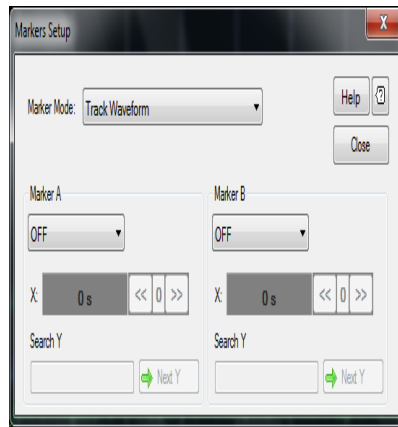 Markers Setup
X
Marker Mode: Track Waveform
Help
Close
Marker A
Marker B
OFF
OFF
X: 0 s << 0 >>
X: 0 s << 0 >>
Search Y
Search Y
Next Y
Next Y